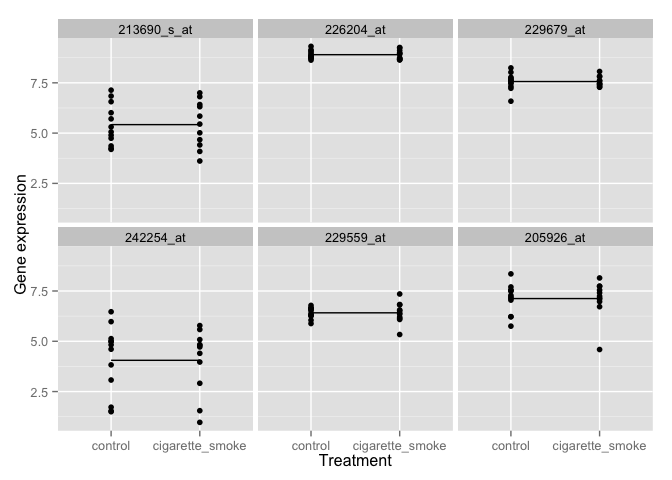 213690_s_at 226204_at 229679_at
7.5
5.0
2.5
Gene expression
242254_at 229559_at 205926_at
7.5
5.0
2.5
control cigarette_smoke control cigarette_smoke control cigarette_smoke
Treatment